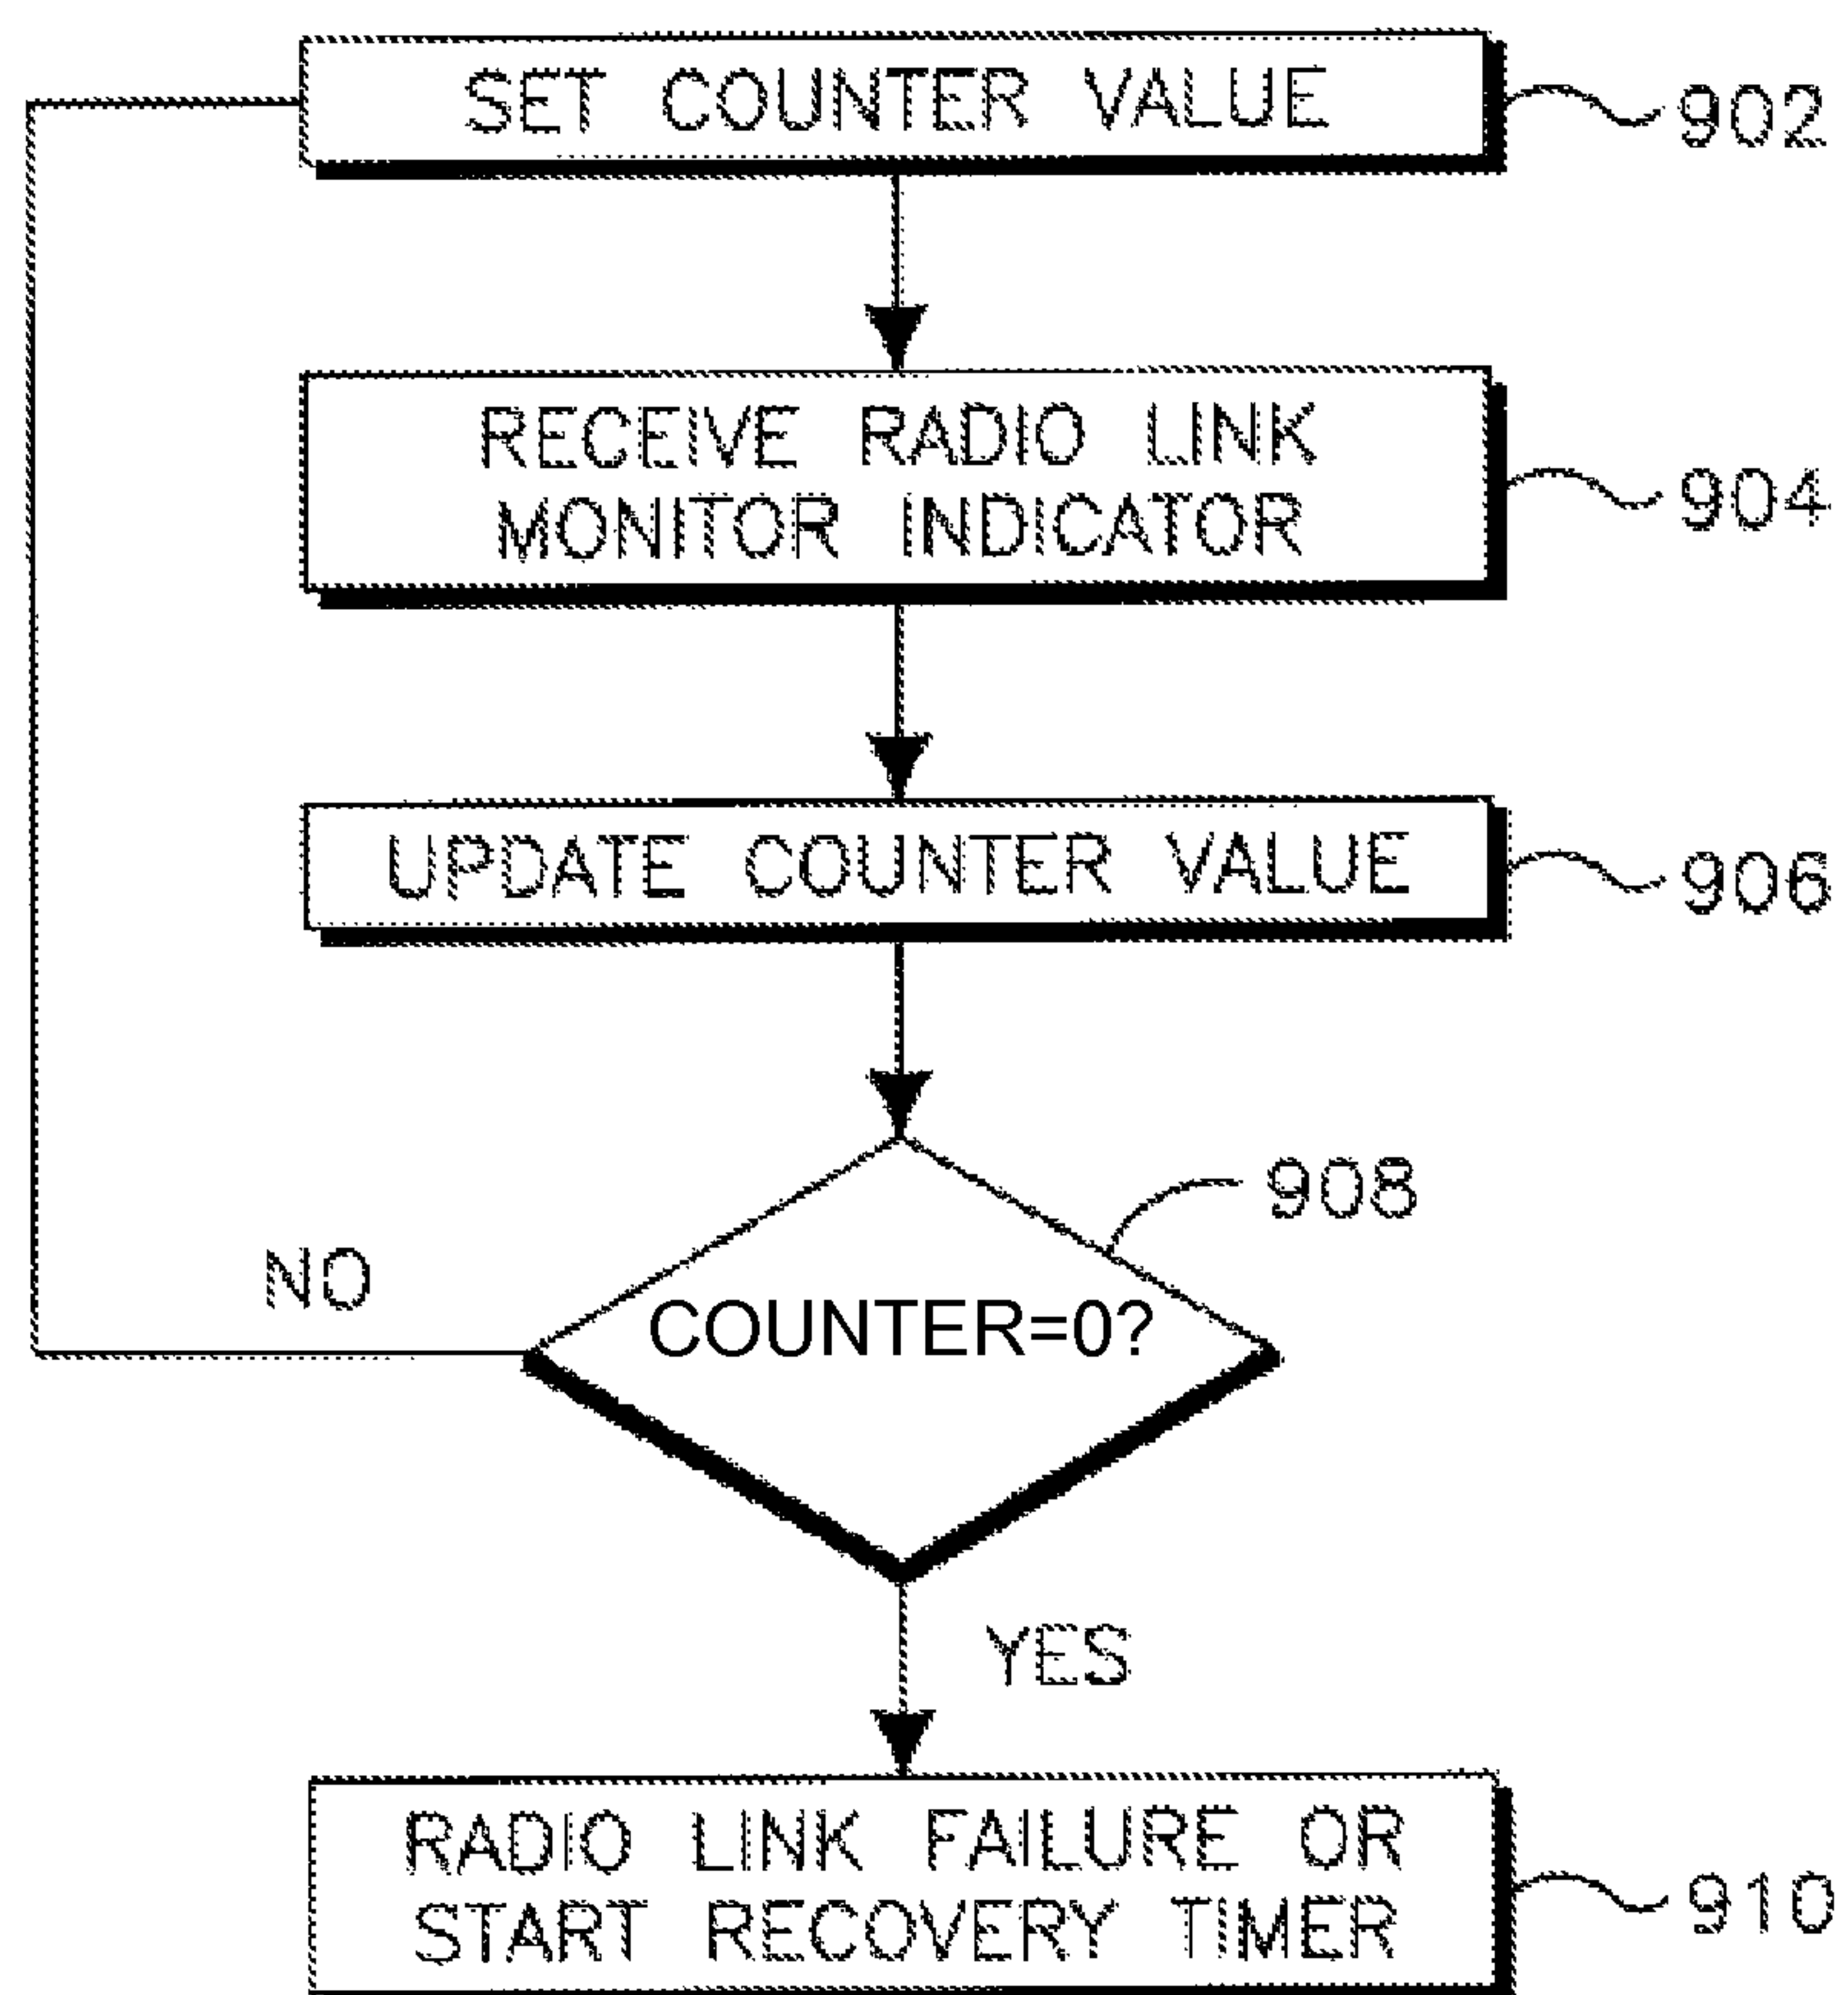 SET COUNTER VALUE
902
RECEIVE RADIO LINK
MONITOR INDICATOR
904
UPDATE COUNTER VALUE
906
908
NO
COUNTER=0?
YES
RADIO LINK FAILURE OR
START RECOVERY TIMER
910